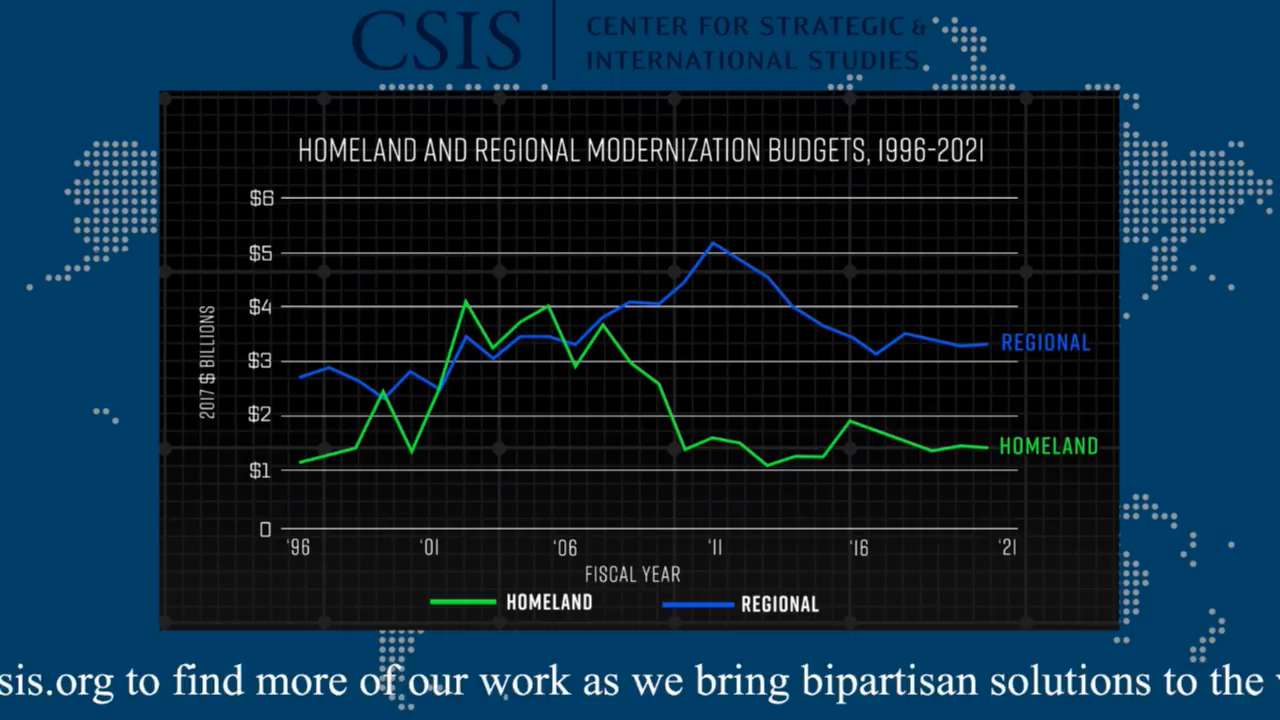 CSIS
CENTER FOR STRATEGIC &
INTERNATIONAL STUDIES
HOMELAND AND REGIONAL MODERNIZATION BUDGETS, 1996-2021
$6
$5
$4
$3
$2
$1
0
2017 $ BILLIONS
REGIONAL
HOMELAND
'96 '01 '06 '11 '16 '21
FISCAL YEAR
HOMELAND REGIONAL
sis.org to find more of our work as we bring bipartisan solutions to the